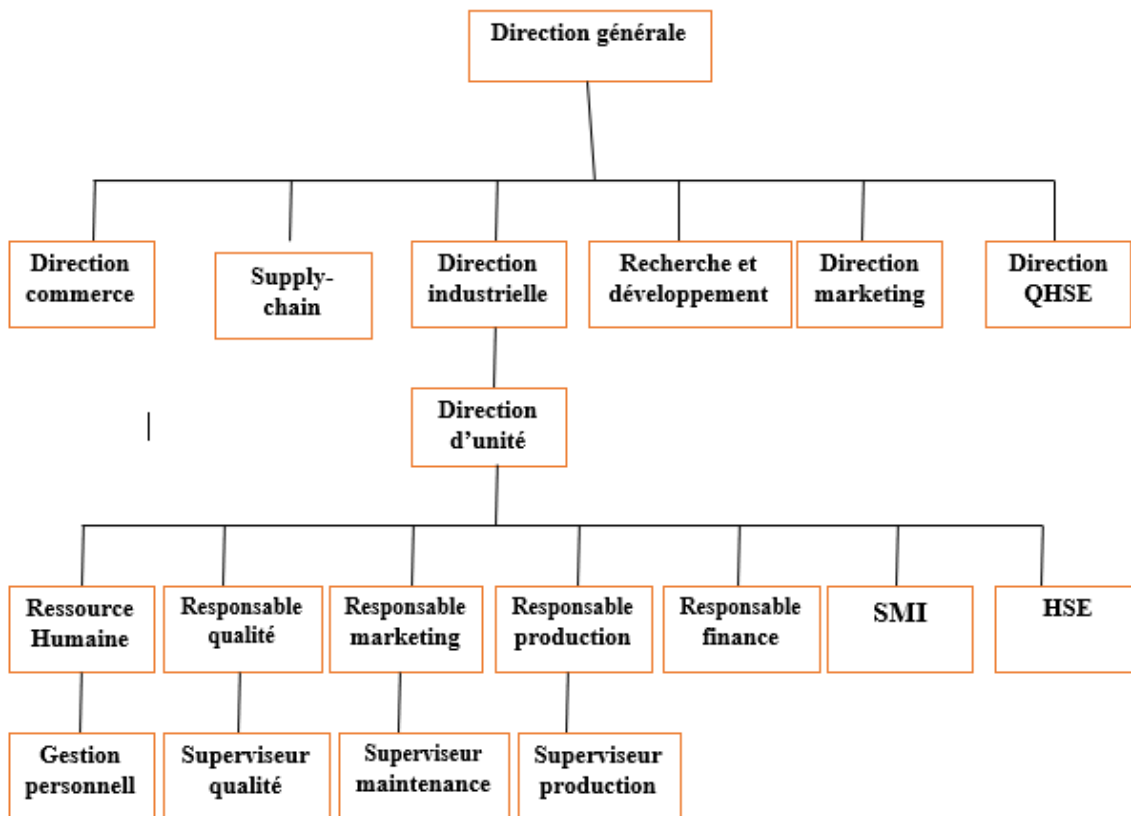 Direction générale
Direction
commerce
Supply-
chain
Direction
industrielle
Recherche et
développement
Direction
marketing
Direction
QHSE
Direction
d’unité
Ressource
Humaine
Responsable
qualité
Responsable
marketing
Responsable
production
Responsable
finance
SMI
HSE
Gestion
personnell
Superviseur
qualité
Superviseur
maintenance
Superviseur
production